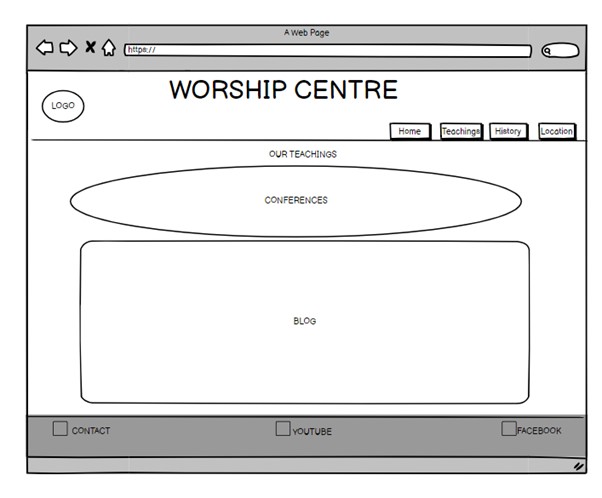 A Web Page
https://
WORSHIP CENTRE
LOGO
Home Teachings History Location
OUR TEACHINGS
CONFERENCES
BLOG
CONTACT YOUTUBE FACEBOOK